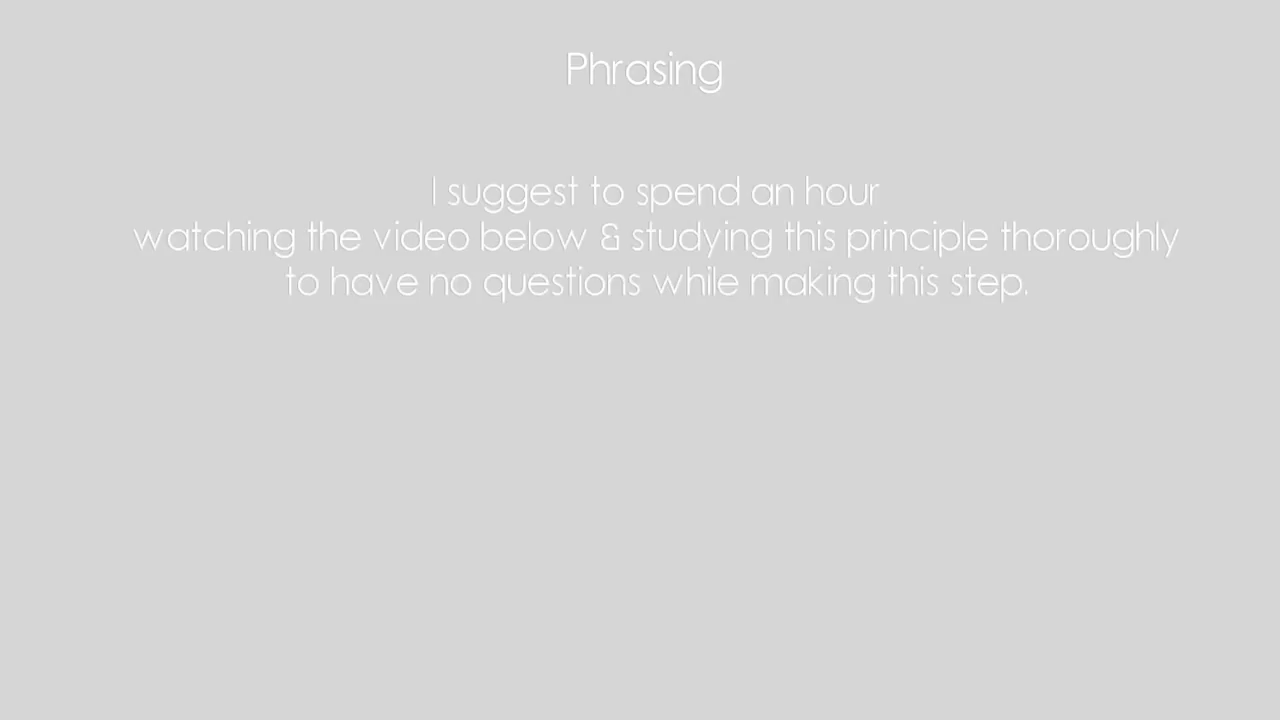 Phrasing
I suggest to spend an hour
watching the video below & studying this principle thoroughly
to have no questions while making this step.